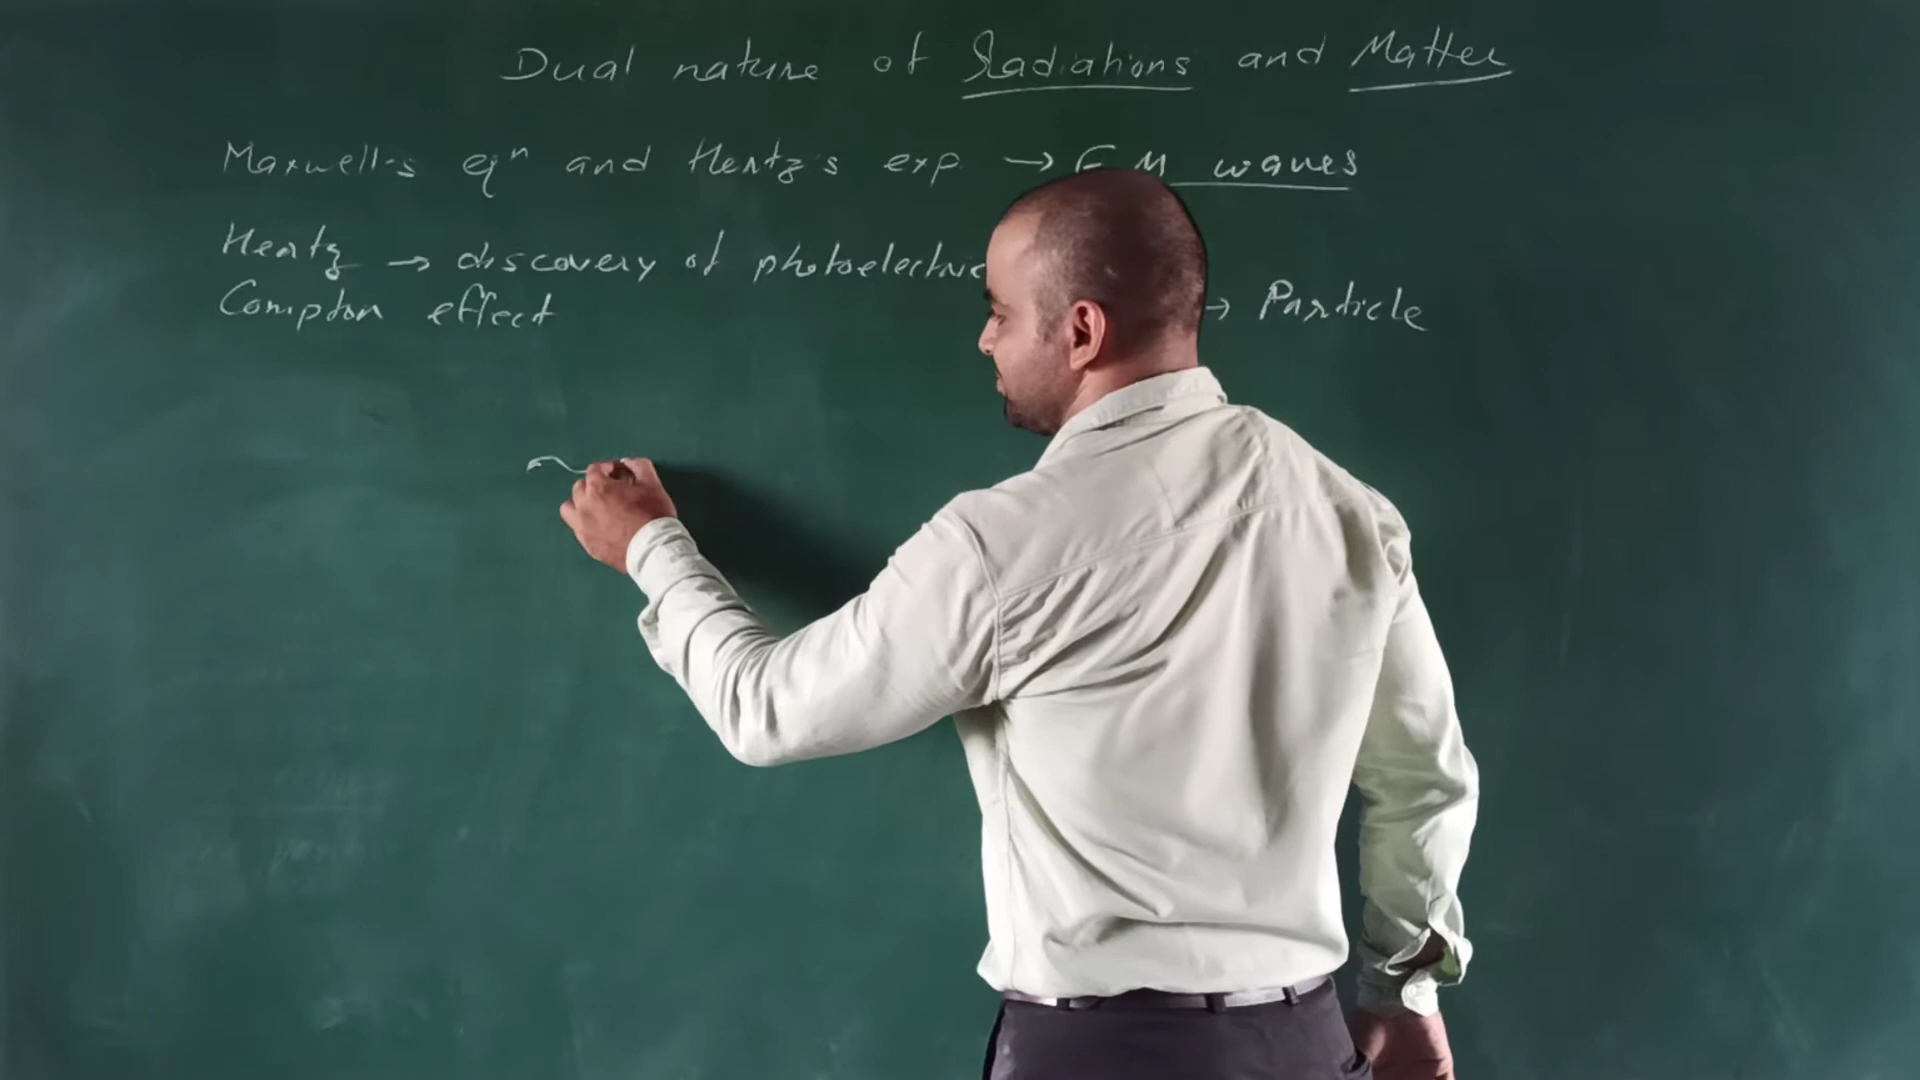 Dual nature of Radiations and Matter
Maxwell's eqⁿ and Hertz's exp. → E M waves
Hertz → discovery of photoelectric
Compton effect → Particle